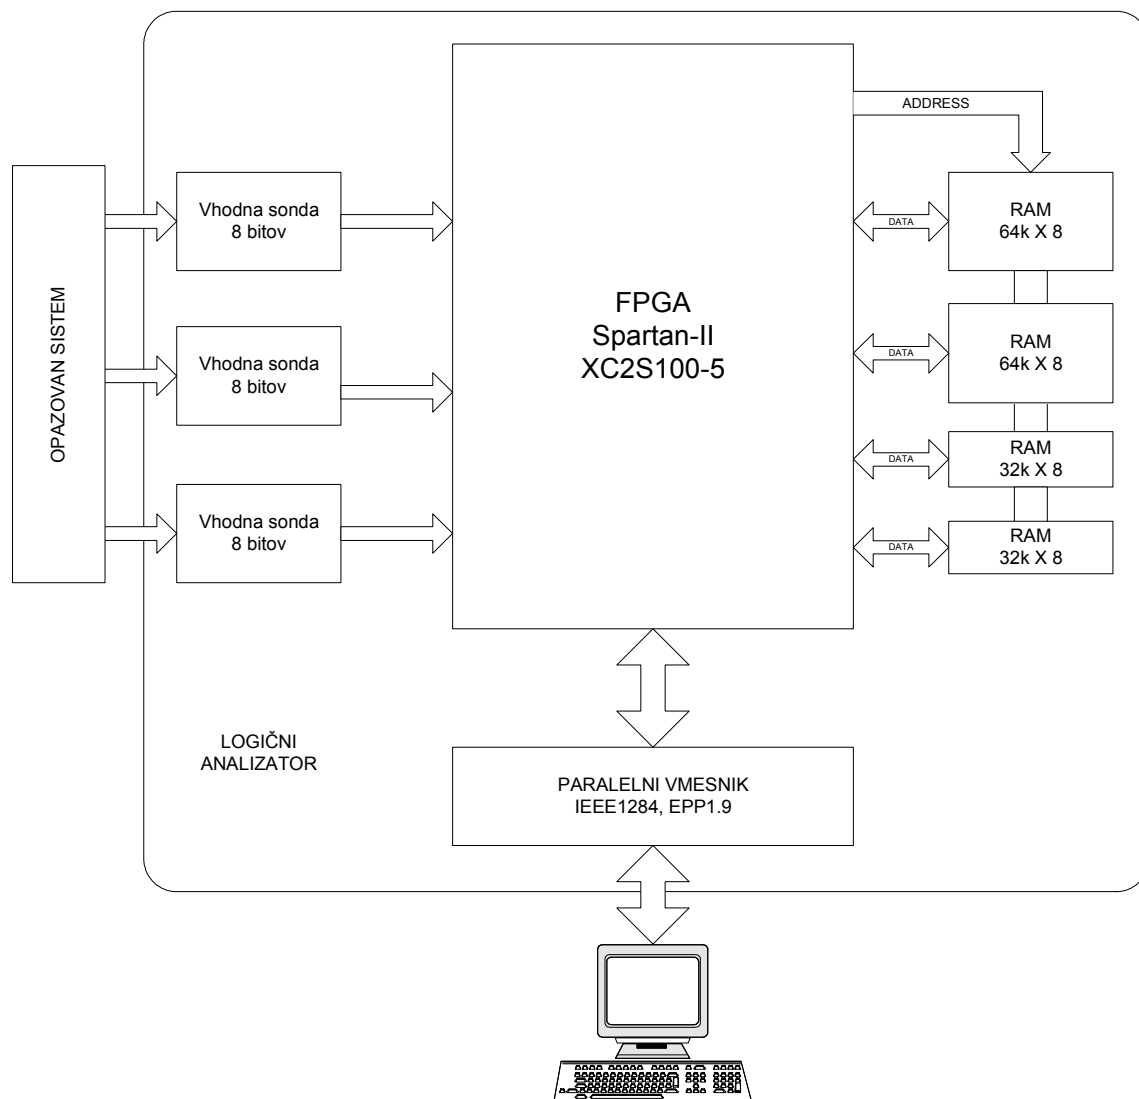 ADDRESS
OPAZOVAN SISTEM
Vhodna sonda
8 bitov
DATA
RAM
64k X 8
FPGA
Spartan-II
XC2S100-5
Vhodna sonda
8 bitov
DATA
RAM
64k X 8
DATA
RAM
32k X 8
Vhodna sonda
8 bitov
DATA
RAM
32k X 8
LOGIČNI
ANALIZATOR
PARALELNI VMESNIK
IEEE1284, EPP1.9